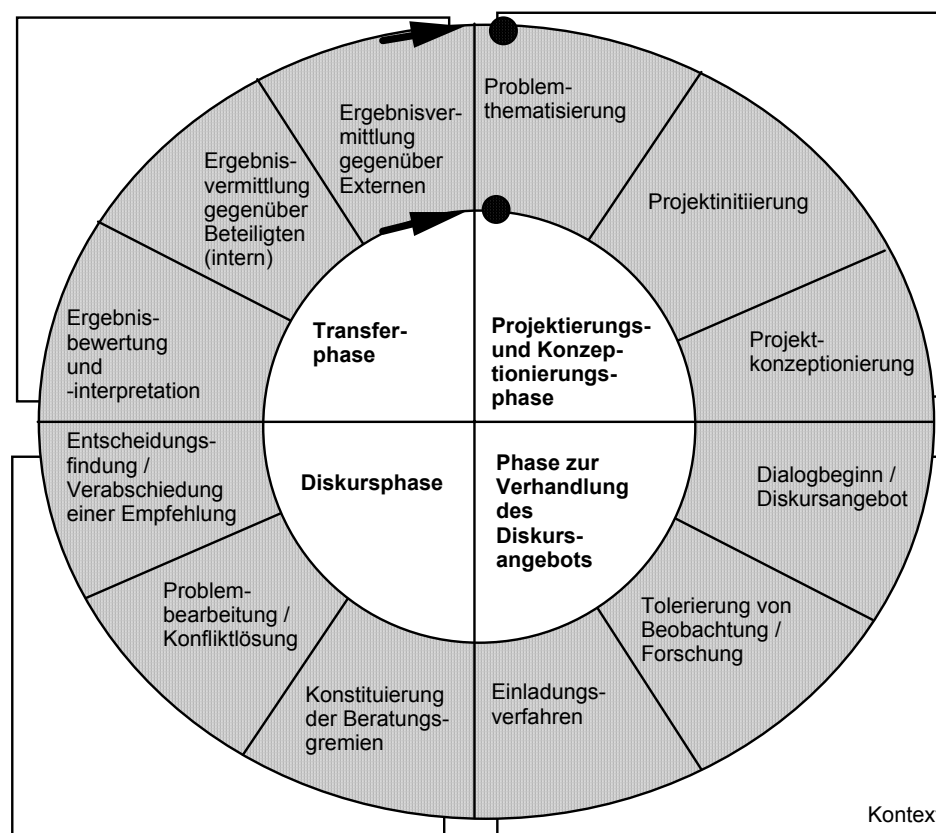 Problem-
thematisierung
Projektinitiierung
Projekt-
konzeptionierung
Dialogbeginn /
Diskursangebot
Tolerierung von
Beobachtung /
Forschung
Einladungs-
verfahren
Konstituierung
der Beratungs-
gremien
Problem-
bearbeitung /
Konfliktlösung
Entscheidungs-
findung /
Verabschiedung
einer Empfehlung
Ergebnis-
bewertung
und
-interpretation
Ergebnis-
vermittlung
gegenüber
Beteiligten
(intern)
Ergebnisver-
mittlung
gegenüber
Externen
Transfer-
phase
Projektierungs-
und Konzep-
tionierungs-
phase
Diskursphase
Phase zur
Verhandlung
des
Diskurs-
angebots
Kontex